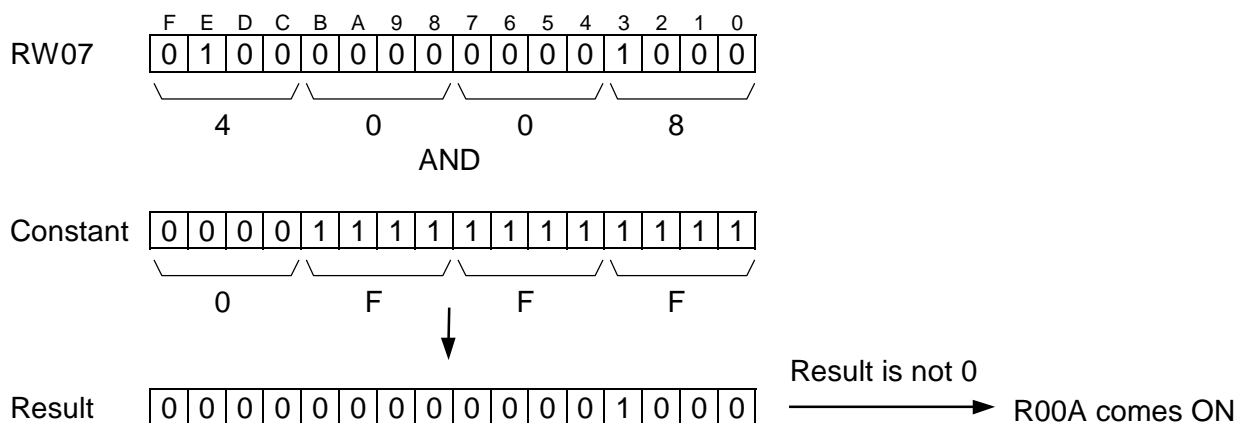 F E D C B A 9 8 7 6 5 4 3 2 1 0
RW07 0 1 0 0 0 0 0 0 0 0 0 0 1 0 0 0
4 0 0 8
AND
Constant 0 0 0 0 1 1 1 1 1 1 1 1 1 1 1 1
0 F F F
Result is not 0
Result 0 0 0 0 0 0 0 0 0 0 0 0 1 0 0 0 R00A comes ON